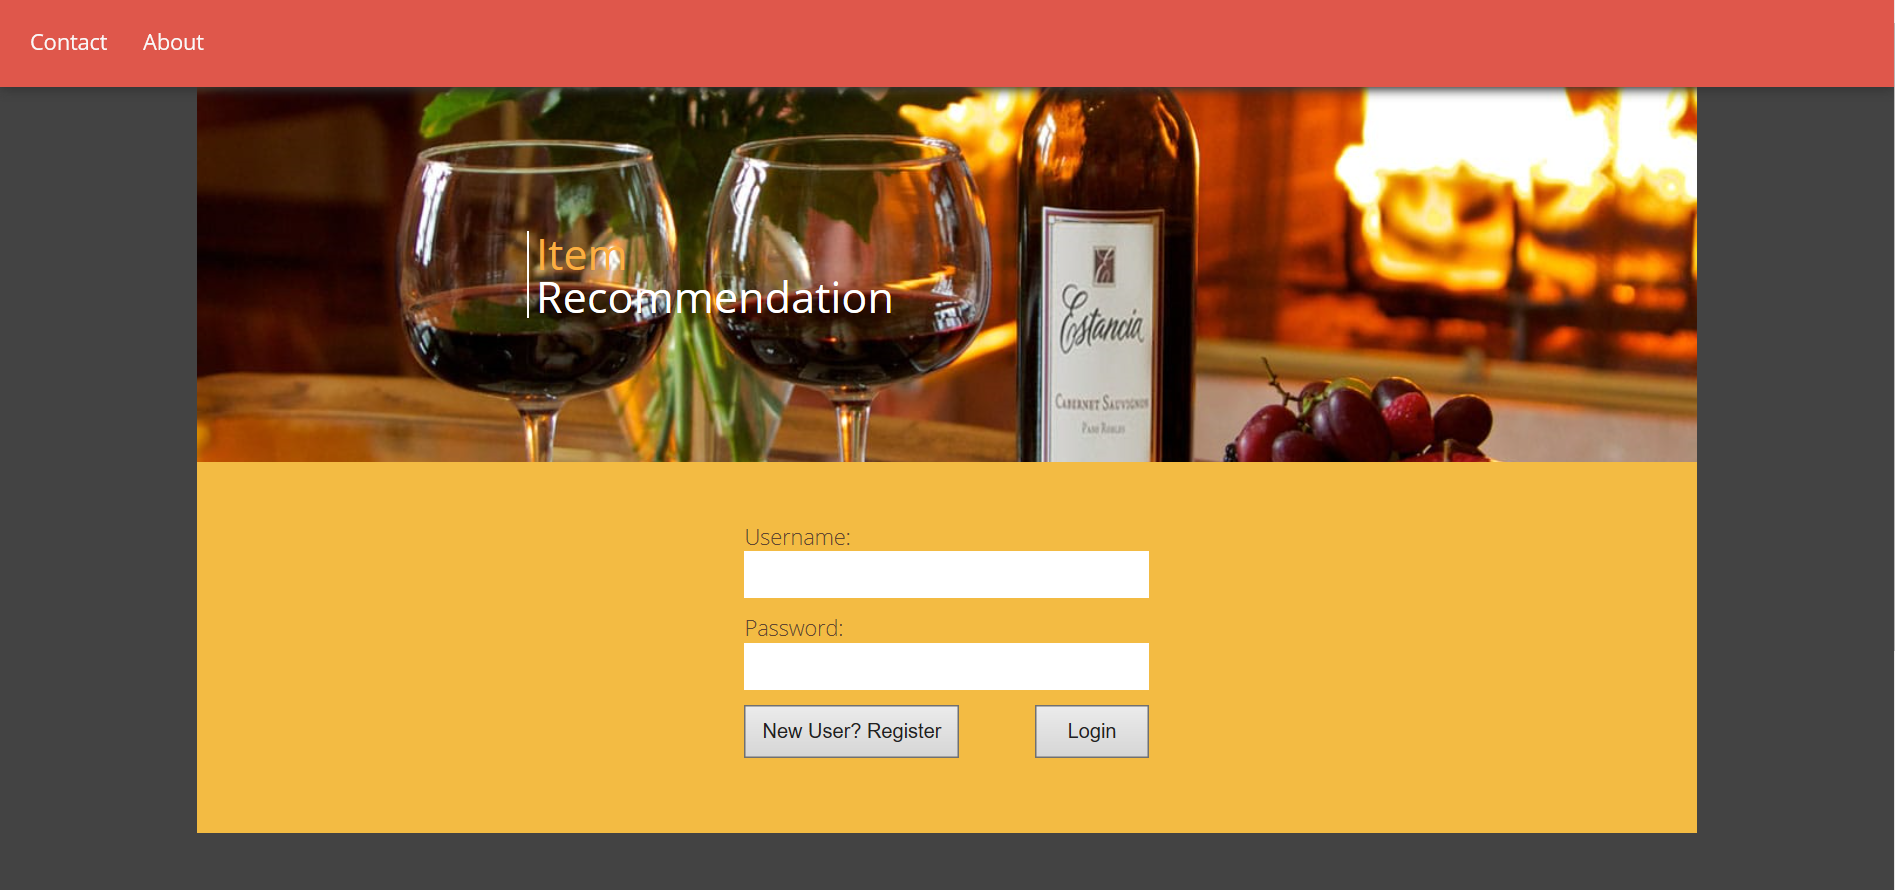 Contact About
Item
Recommendation
Estancia
CABERNET SAUVIGNON
PASO ROBLES
Username:
Password:
New User? Register Login